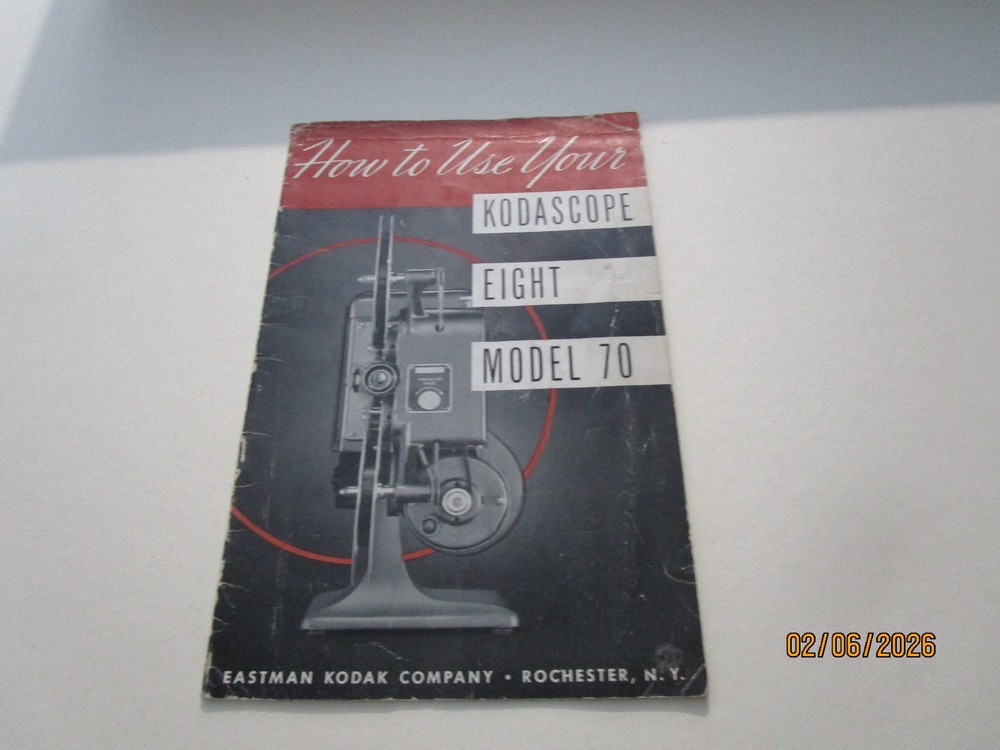 How to Use Your
KODASCOPE
EIGHT
MODEL 70
EASTMAN KODAK COMPANY • ROCHESTER, N. Y.
02/06/2026